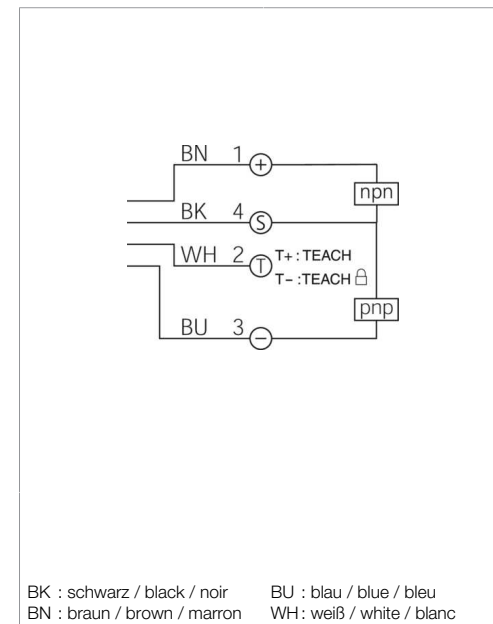 BN 1 +
npn
BK 4 S
WH 2 T T+ : TEACH
T− : TEACH
pnp
BU 3 −
BK : schwarz / black / noir BU : blau / blue / bleu
BN : braun / brown / marron WH : weiß / white / blanc